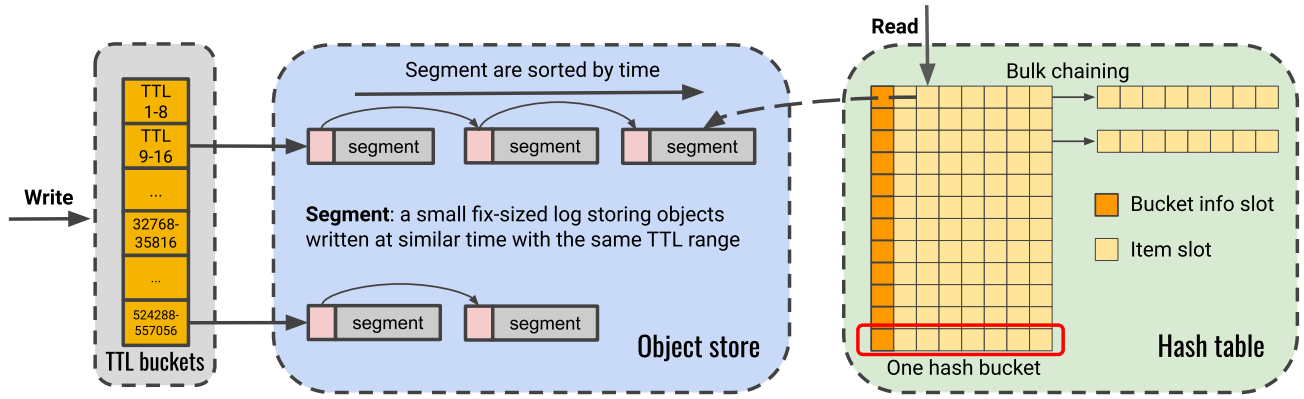 Write
TTL
1-8
TTL
9-16
...
32768-
35816
...
524288-
557056
TTL buckets
Segment are sorted by time
segment
segment
segment
Segment: a small fix-sized log storing objects
written at similar time with the same TTL range
segment
segment
Object store
Read
Bulk chaining
Bucket info slot
Item slot
One hash bucket
Hash table